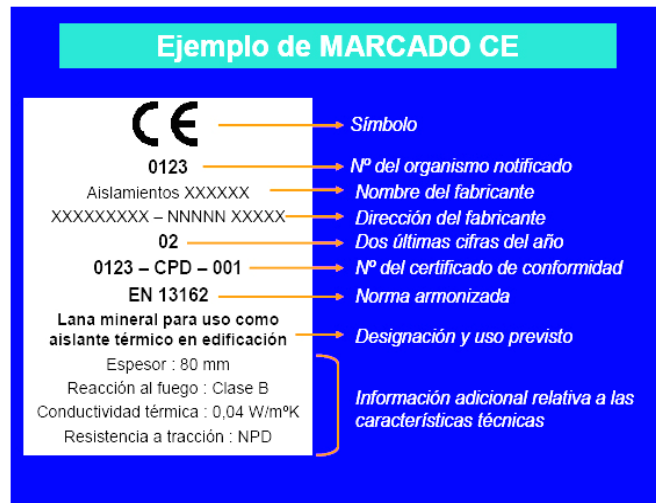 Ejemplo de MARCADO CE
CE
Símbolo
0123
Nº del organismo notificado
Aislamientos XXXXXX
Nombre del fabricante
XXXXXXXXX – NNNNN XXXXX
Dirección del fabricante
02
Dos últimas cifras del año
0123 – CPD – 001
Nº del certificado de conformidad
EN 13162
Norma armonizada
Lana mineral para uso como
aislante térmico en edificación
Designación y uso previsto
Espesor : 80 mm
Reacción al fuego : Clase B
Conductividad térmica : 0,04 W/mºK
Resistencia a tracción : NPD
Información adicional relativa a las
características técnicas